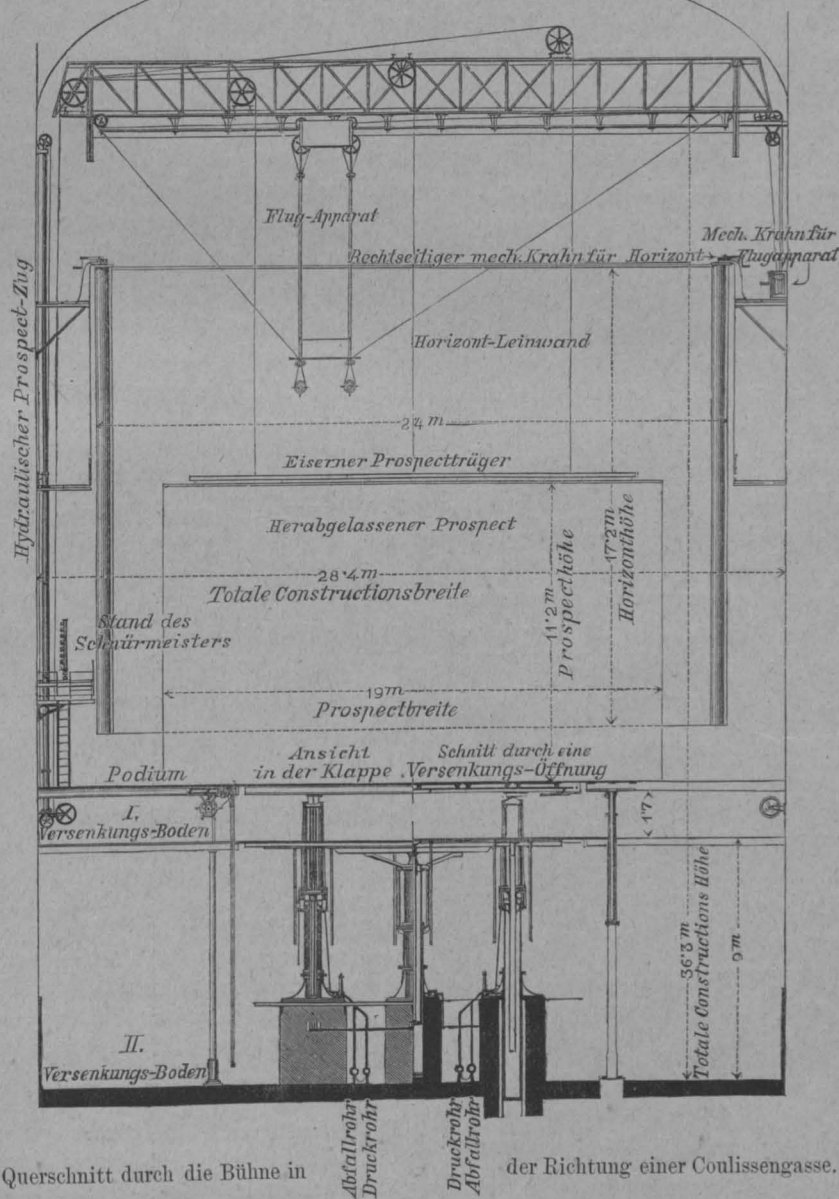 Flug-Apparat
Mech. Krahn für
Flugapparat
Rechtseitiger mech. Krahn für Horizont
Hydraulischer Prospect-Zug
Horizont-Leinwand
24 m
Eiserner Prospectträger
Herabgelassener Prospect
17·2 m
Horizonthöhe
11·2 m
Prospecthöhe
28·4 m
Totale Constructionsbreite
Stand des
Schnürmeisters
19 m
Prospectbreite
Ansicht
in der Klappe
Schnitt durch eine
Versenkungs-Öffnung
Podium
I.
Versenkungs-Boden
1·7
36·3 m
Totale Constructions Höhe
9 m
II.
Versenkungs-Boden
Abfallrohr
Druckrohr
Druckrohr
Abfallrohr
Querschnitt durch die Bühne in der Richtung einer Coulissengasse.